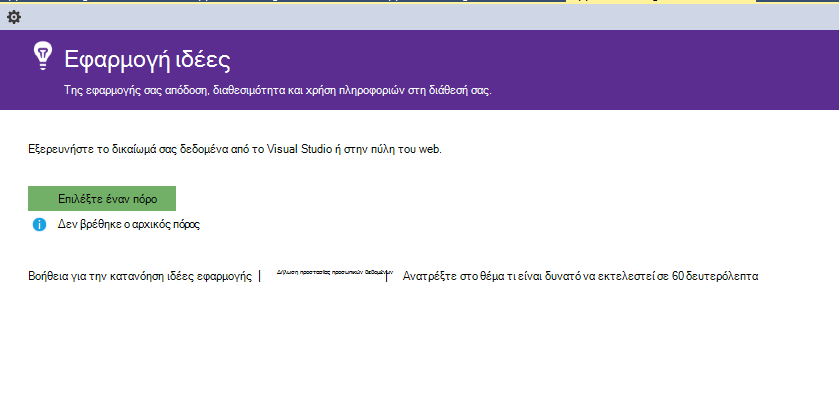 Εφαρμογή ιδέες
Της εφαρμογής σας απόδοση, διαθεσιμότητα και χρήση πληροφοριών στη διάθεσή σας.
Εξερευνήστε το δικαίωμά σας δεδομένα από το Visual Studio ή στην πύλη του web.
Επιλέξτε έναν πόρο
Δεν βρέθηκε ο αρχικός πόρος
Βοήθεια για την κατανόηση ιδέες εφαρμογής | Δήλωση προστασίας προσωπικών δεδομένων | Ανατρέξτε στο θέμα τι είναι δυνατό να εκτελεστεί σε 60 δευτερόλεπτα